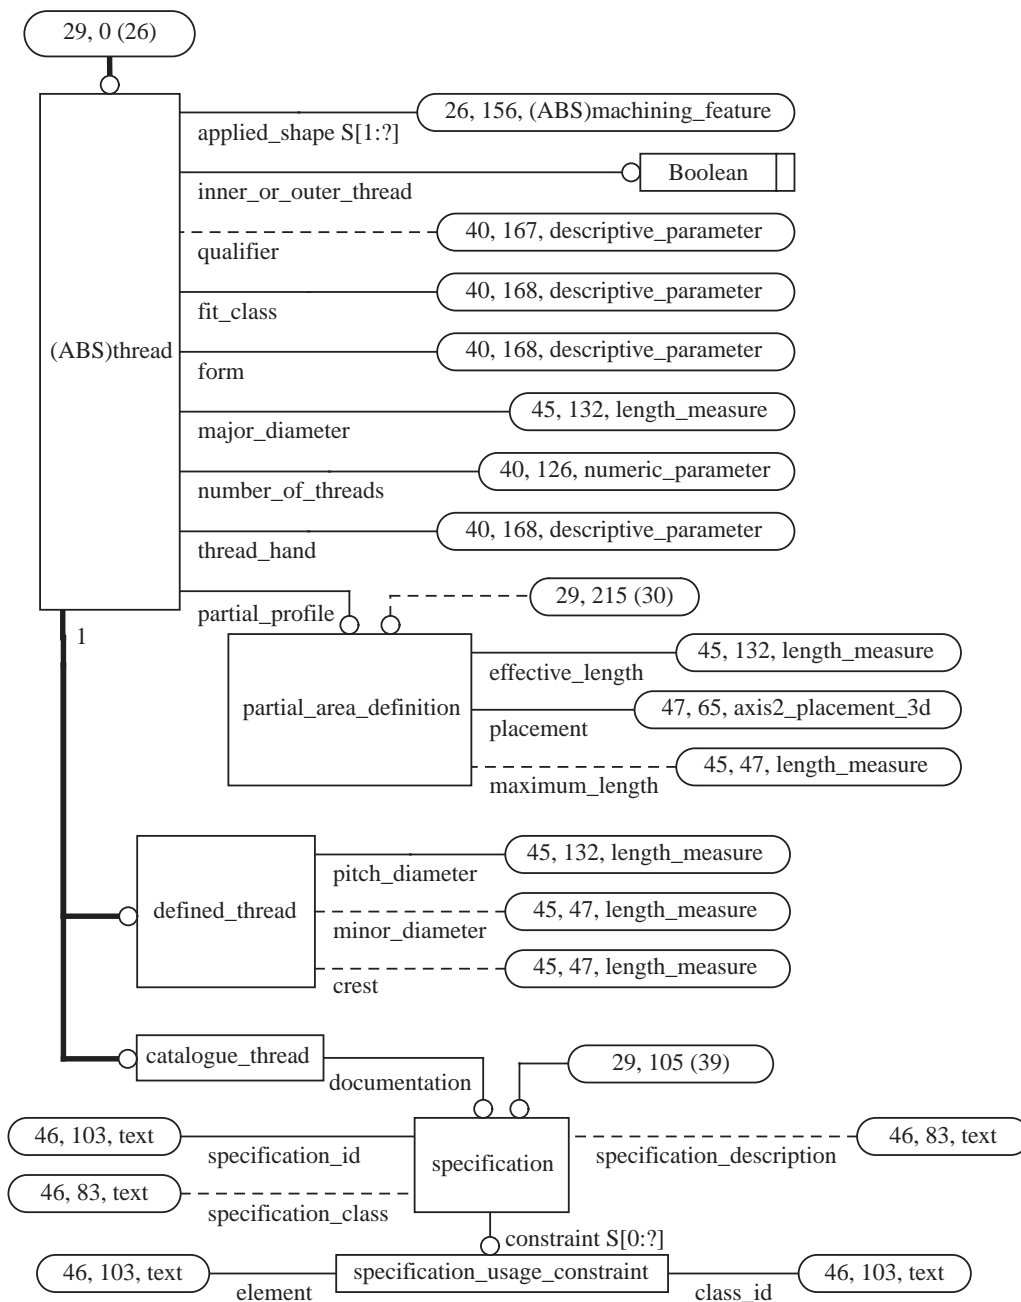 29, 0 (26)
26, 156, (ABS)machining_feature
applied_shape S[1:?]
Boolean
inner_or_outer_thread
40, 167, descriptive_parameter
qualifier
40, 168, descriptive_parameter
fit_class
(ABS)thread
40, 168, descriptive_parameter
form
45, 132, length_measure
major_diameter
40, 126, numeric_parameter
number_of_threads
40, 168, descriptive_parameter
thread_hand
29, 215 (30)
partial_profile
1
45, 132, length_measure
effective_length
partial_area_definition
47, 65, axis2_placement_3d
placement
45, 47, length_measure
maximum_length
45, 132, length_measure
pitch_diameter
defined_thread
45, 47, length_measure
minor_diameter
45, 47, length_measure
crest
catalogue_thread
29, 105 (39)
documentation
46, 103, text
46, 83, text
specification_id
specification
specification_description
46, 83, text
specification_class
constraint S[0:?]
46, 103, text
specification_usage_constraint
46, 103, text
element
class_id